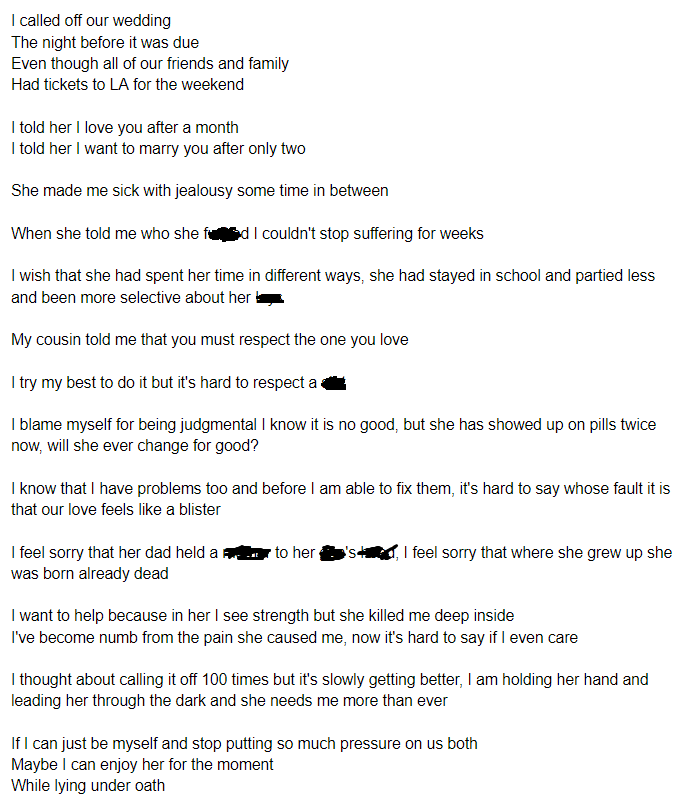 I called off our wedding
The night before it was due
Even though all of our friends and family
Had tickets to LA for the weekend
I told her I love you after a month
I told her I want to marry you after only two
She made me sick with jealousy some time in between
When she told me who she I couldn't stop suffering for weeks
I wish that she had spent her time in different ways, she had stayed in school and partied less
and been more selective about her
My cousin told me that you must respect the one you love
I try my best to do it but it's hard to respect a
I blame myself for being judgmental I know it is no good, but she has showed up on pills twice
now, will she ever change for good?
I know that I have problems too and before I am able to fix them, it's hard to say whose fault it is
that our love feels like a blister
I feel sorry that her dad held a to her I feel sorry that where she grew up she
was born already dead
I want to help because in her I see strength but she killed me deep inside
I've become numb from the pain she caused me, now it's hard to say if I even care
I thought about calling it off 100 times but it's slowly getting better, I am holding her hand and
leading her through the dark and she needs me more than ever
If I can just be myself and stop putting so much pressure on us both
Maybe I can enjoy her for the moment
While lying under oath